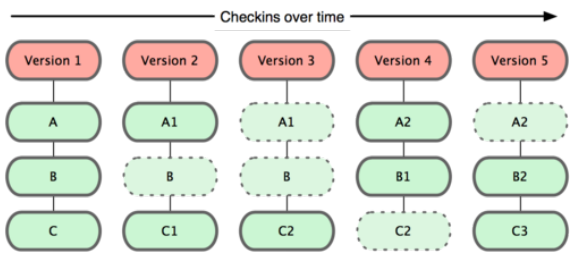 Checkins over time
Version 1 Version 2 Version 3 Version 4 Version 5
A A1 A1 A2 A2
B B B B1 B2
C C1 C2 C2 C3